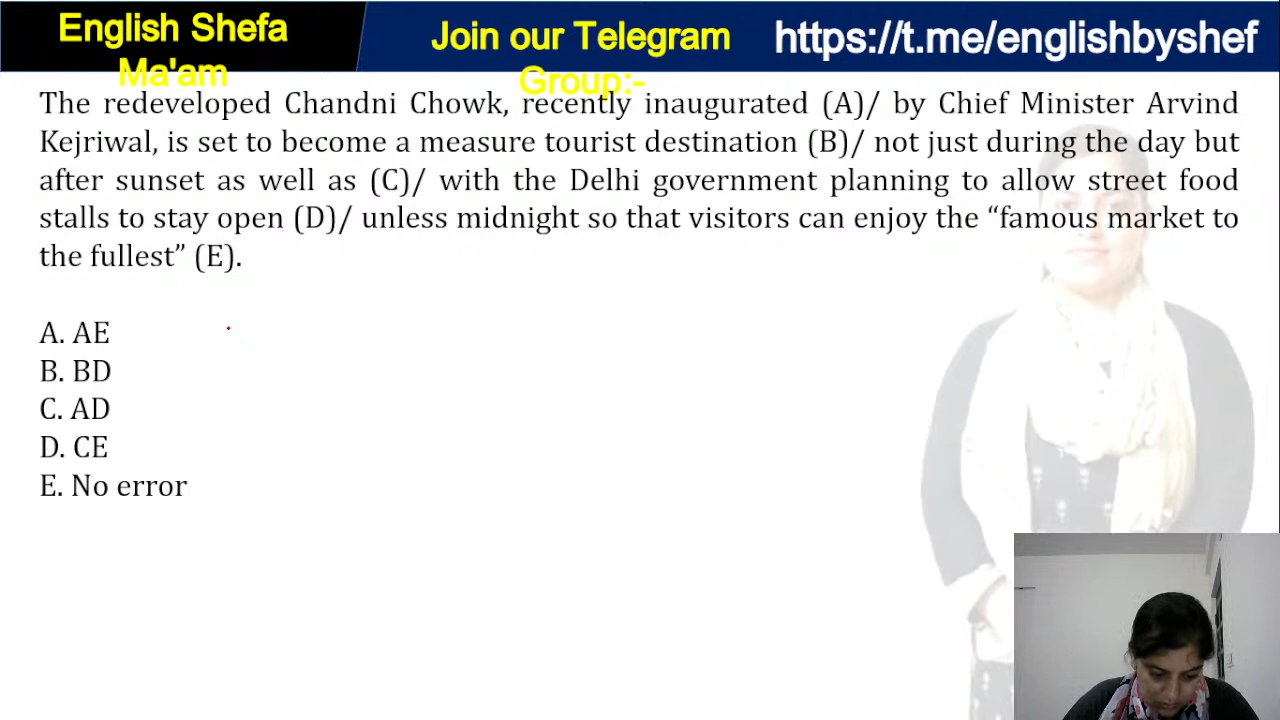 English Shefa Ma'am
Join our Telegram Group:-
https://t.me/englishbyshef
The redeveloped Chandni Chowk, recently inaugurated (A)/ by Chief Minister Arvind
Kejriwal, is set to become a measure tourist destination (B)/ not just during the day but
after sunset as well as (C)/ with the Delhi government planning to allow street food
stalls to stay open (D)/ unless midnight so that visitors can enjoy the “famous market to
the fullest” (E).
A. AE
B. BD
C. AD
D. CE
E. No error